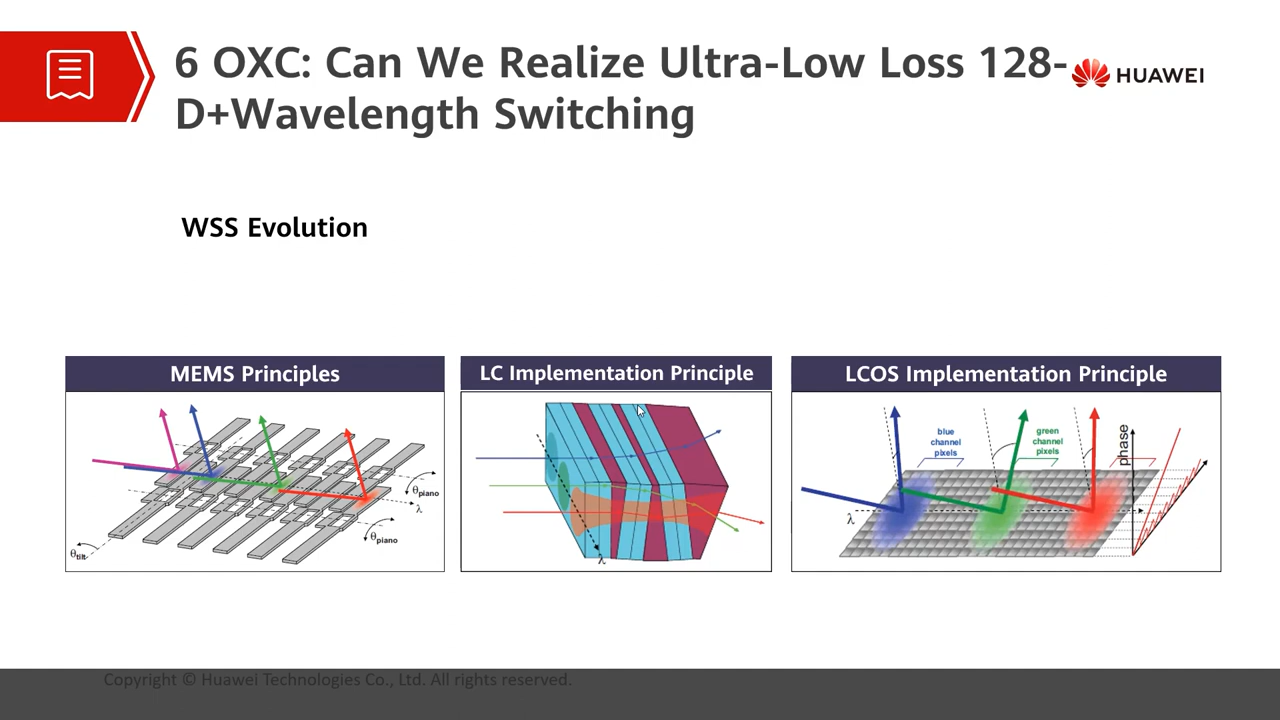 6 OXC: Can We Realize Ultra-Low Loss 128-
D+Wavelength Switching
HUAWEI
WSS Evolution
MEMS Principles
θpiano
λ
θpiano
θtilt
LC Implementation Principle
λ
LCOS Implementation Principle
blue
channel
pixels
green
channel
pixels
phase
λ
Copyright © Huawei Technologies Co., Ltd. All rights reserved.